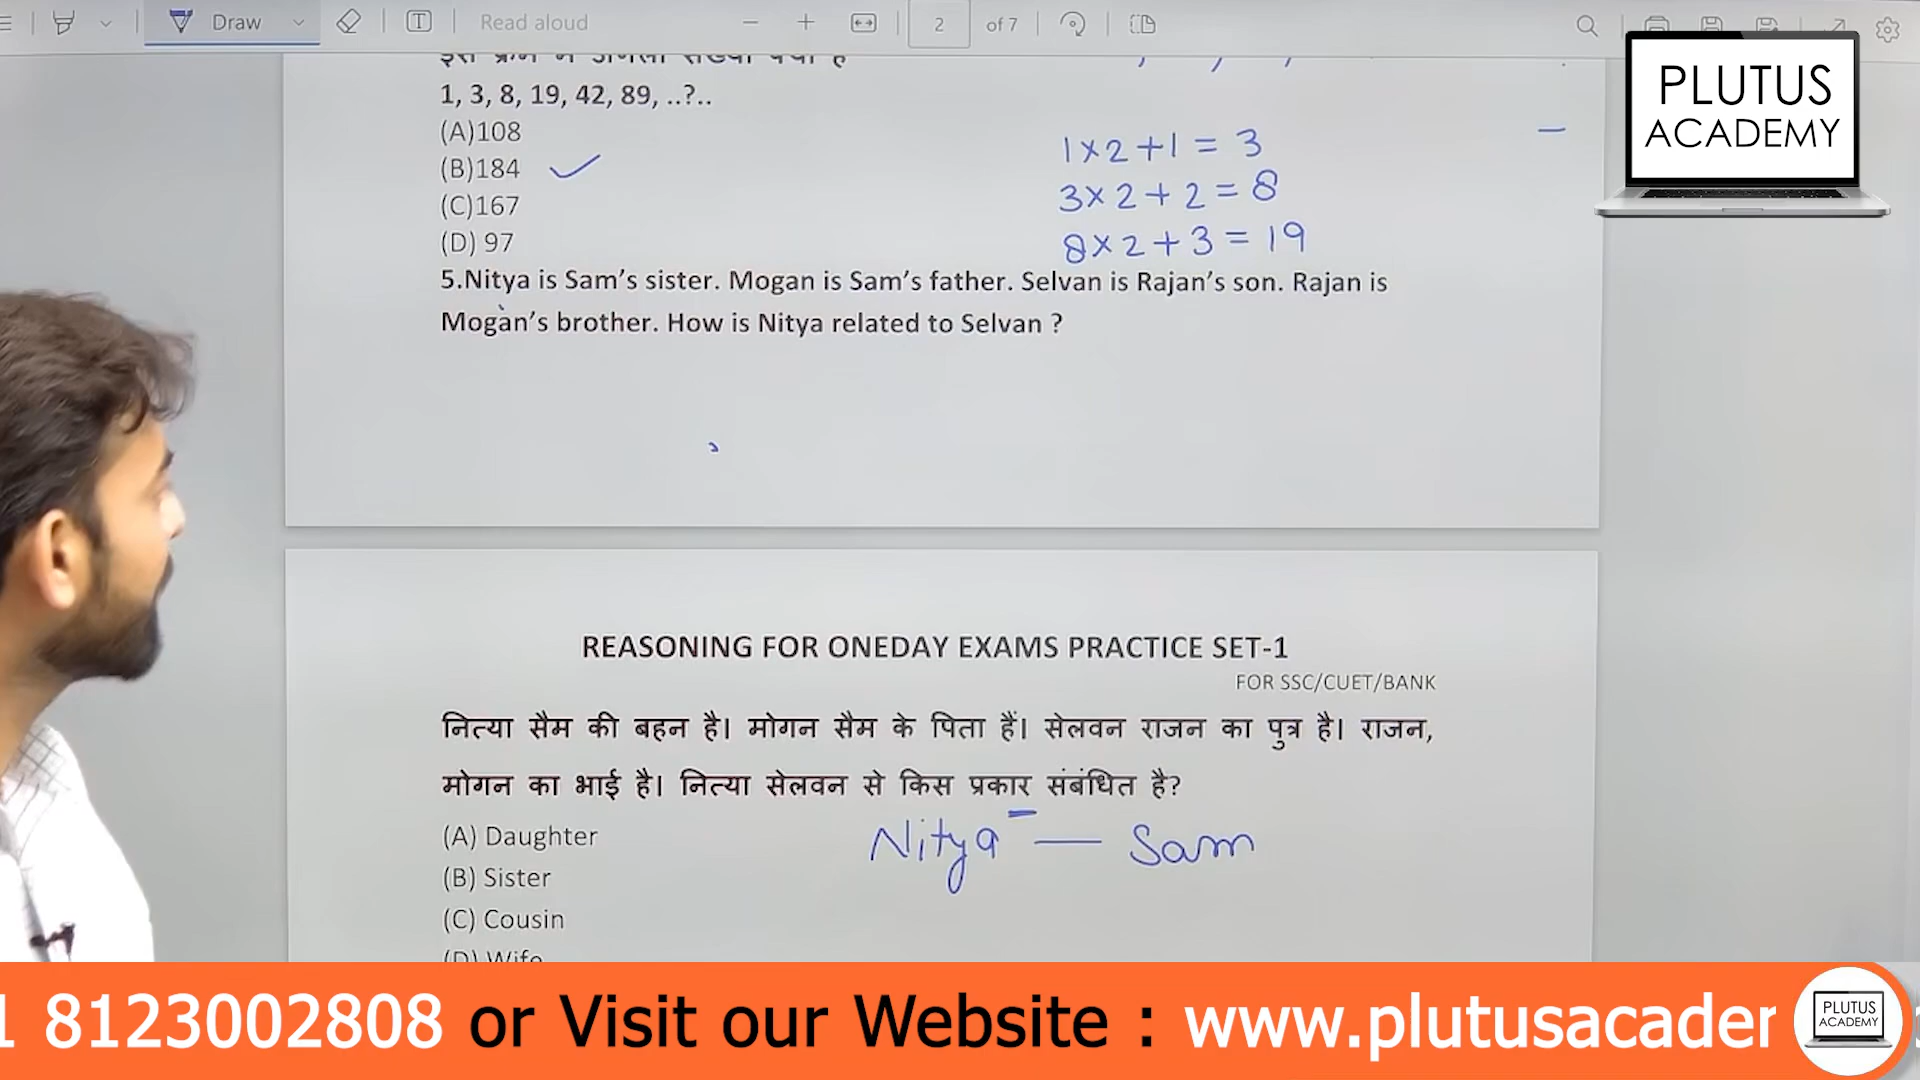 Draw
Read aloud
2 of 7
PLUTUS
ACADEMY
1, 3, 8, 19, 42, 89, ..?..
(A)108
(B)184
(C)167
(D) 97
1×2+1=3
3×2+2=8
8×2+3=19
5.Nitya is Sam's sister. Mogan is Sam's father. Selvan is Rajan's son. Rajan is
Mogan's brother. How is Nitya related to Selvan ?
REASONING FOR ONEDAY EXAMS PRACTICE SET-1
FOR SSC/CUET/BANK
नित्या सैम की बहन है। मोगन सैम के पिता हैं। सेलवन राजन का पुत्र है। राजन,
मोगन का भाई है। नित्या सेलवन से किस प्रकार संबंधित है?
(A) Daughter
(B) Sister
(C) Cousin
(D) Wife
Nitya⁻ — Sam
1 8123002808 or Visit our Website : www.plutusacader
PLUTUS
ACADEMY